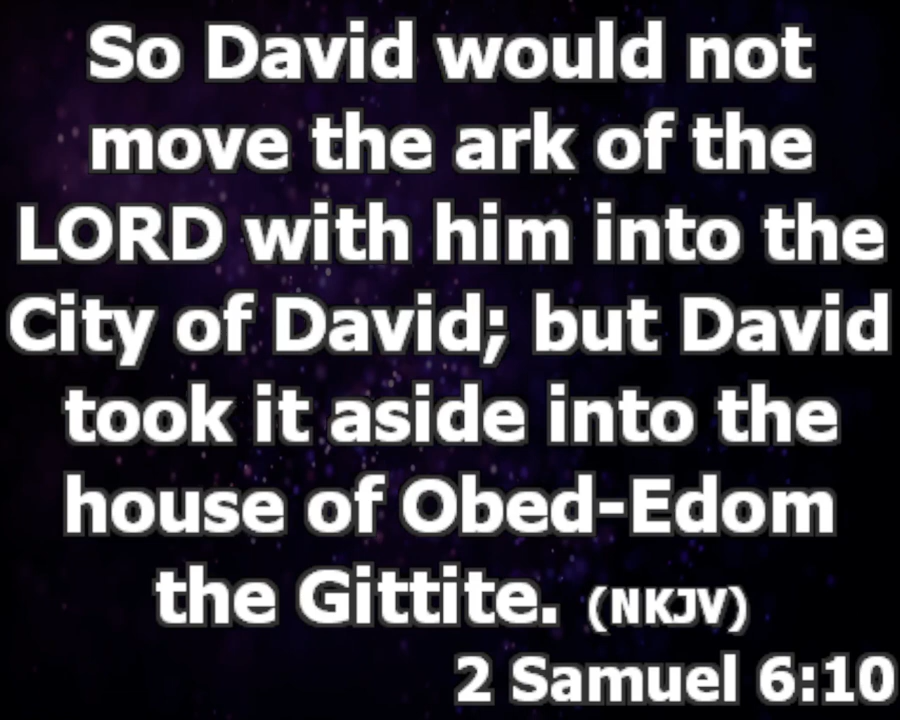 So David would not
move the ark of the
LORD with him into the
City of David; but David
took it aside into the
house of Obed-Edom
the Gittite. (NKJV)
2 Samuel 6:10